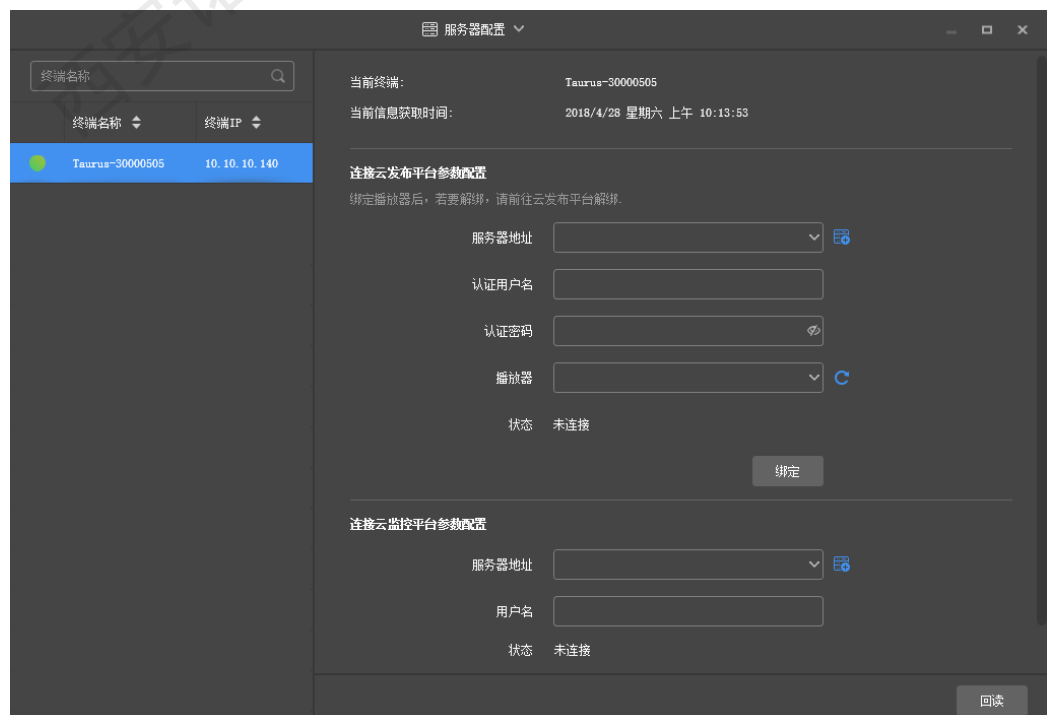 服务器配置
终端名称
终端名称 终端IP
Taurus-30000505 10.10.10.140
当前终端: Taurus-30000505
当前信息获取时间: 2018/4/28 星期六 上午 10:13:53
连接云发布平台参数配置
绑定播放器后，若要解绑，请前往云发布平台解绑.
服务器地址
认证用户名
认证密码
播放器
状态 未连接
绑定
连接云监控平台参数配置
服务器地址
用户名
状态 未连接
回读